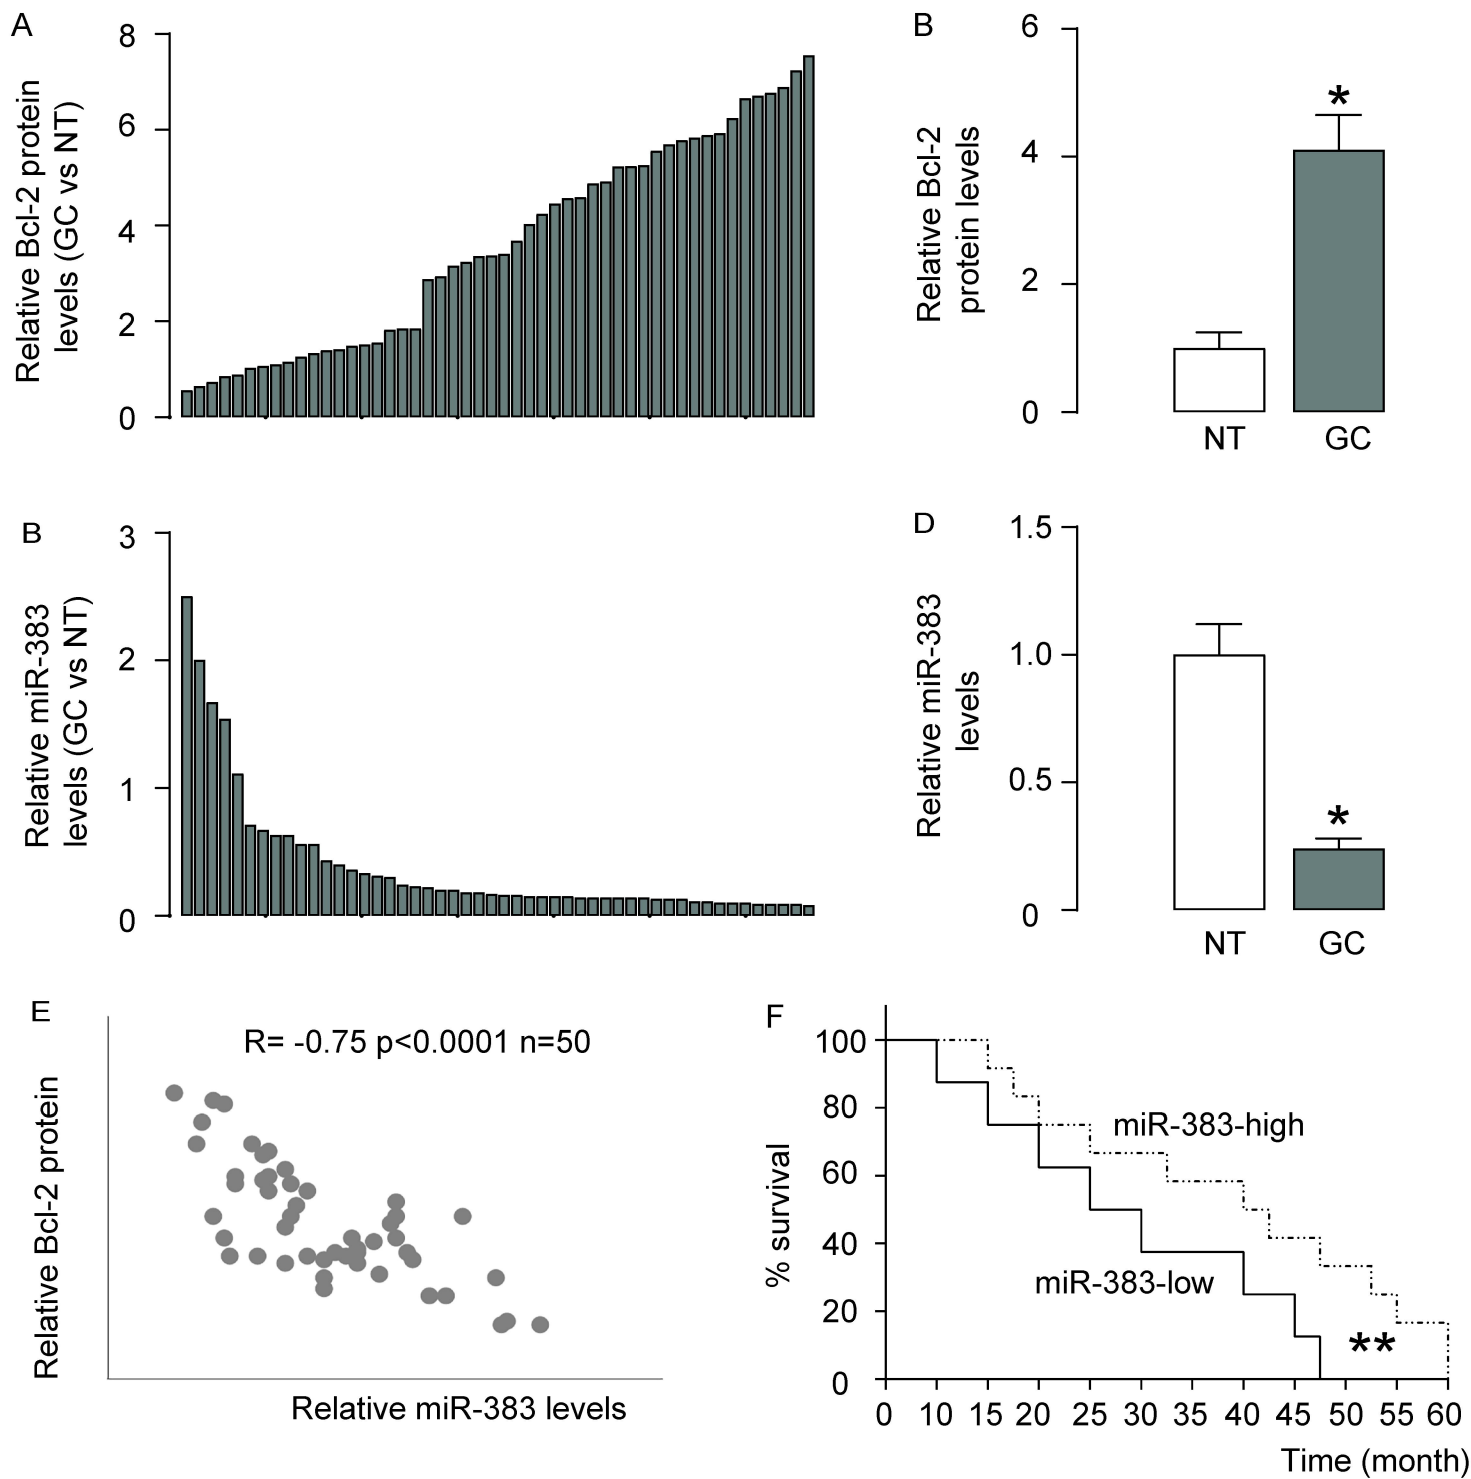 A
Relative Bcl-2 protein
levels (GC vs NT)
8
6
4
2
0
B
Relative Bcl-2
protein levels
6
4
2
0
*
NT GC
B
Relative miR-383
levels (GC vs NT)
3
2
1
0
D
Relative miR-383
levels
1.5
1.0
0.5
0
*
NT GC
E
R= -0.75 p<0.0001 n=50
Relative Bcl-2 protein
Relative miR-383 levels
F
% survival
100
80
60
40
20
0
miR-383-high
miR-383-low
**
0 10 15 20 25 30 35 40 45 50 55 60
Time (month)